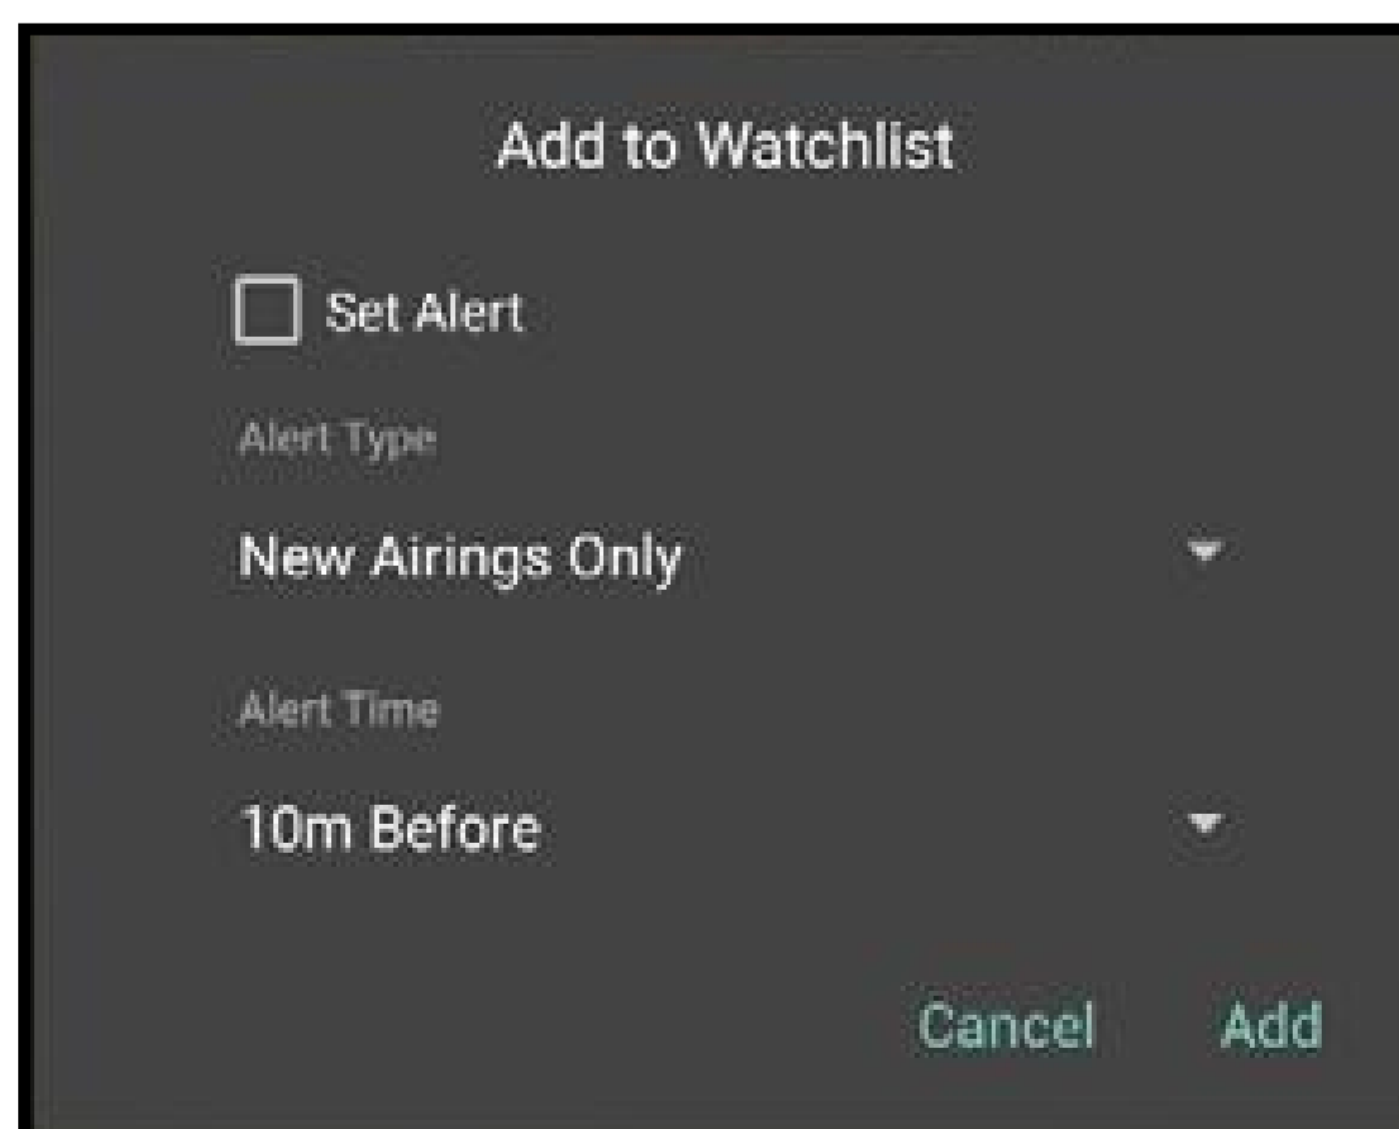 Add to Watchlist
Set Alert
Alert Type
New Airings Only
Alert Time
10m Before
Cancel Add